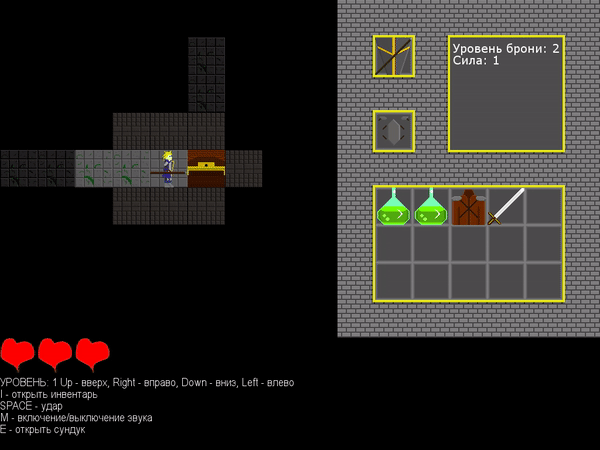 Уровень брони: 2
Сила: 1
УРОВЕНЬ: 1 Up - вверх, Right - вправо, Down - вниз, Left - влево
I - открыть инвентарь
SPACE - удар
M - включение/выключение звука
E - открыть сундук